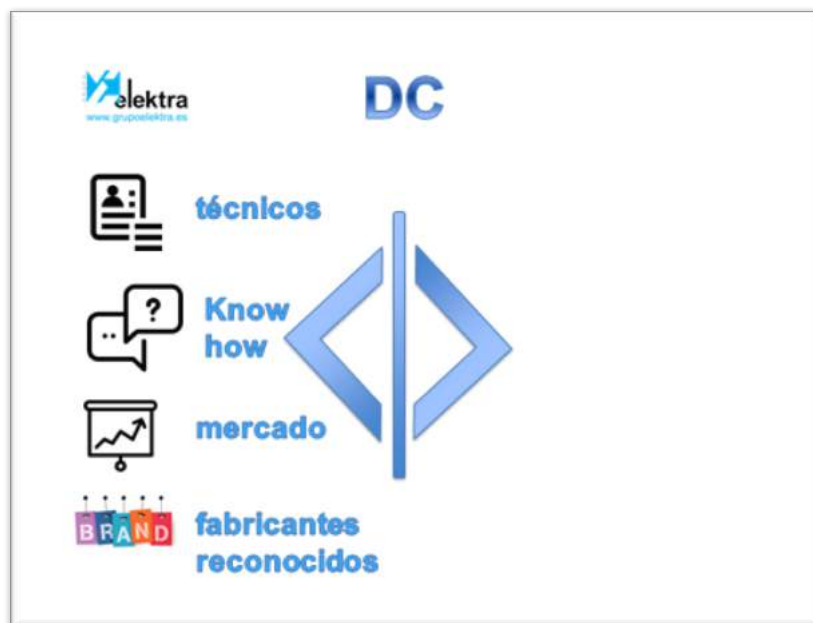 elektra
www.grupoelektra.es
DC
técnicos
?
Know
how
mercado
BRAND
fabricantes
reconocidos